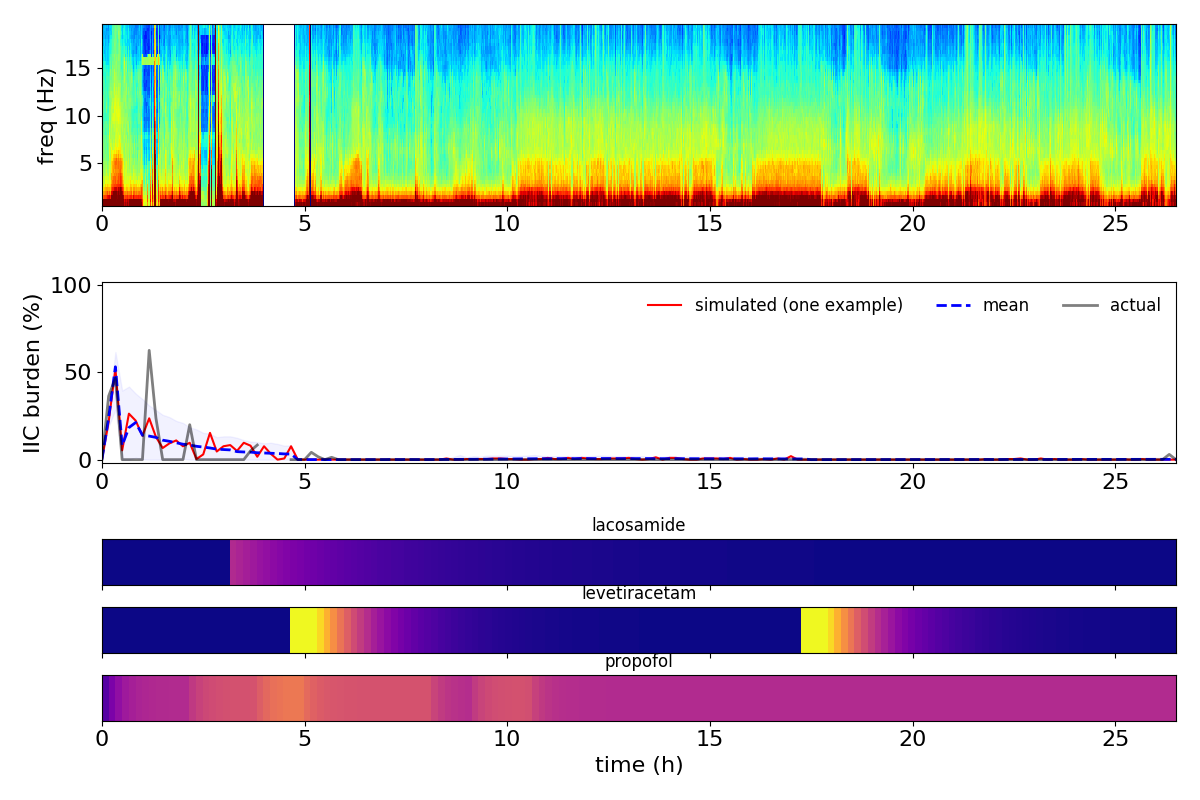 freq (Hz)
15
10
5
0 5 10 15 20 25
IIC burden (%)
100
50
0
simulated (one example) mean actual
0 5 10 15 20 25
lacosamide
levetiracetam
propofol
0 5 10 15 20 25
time (h)